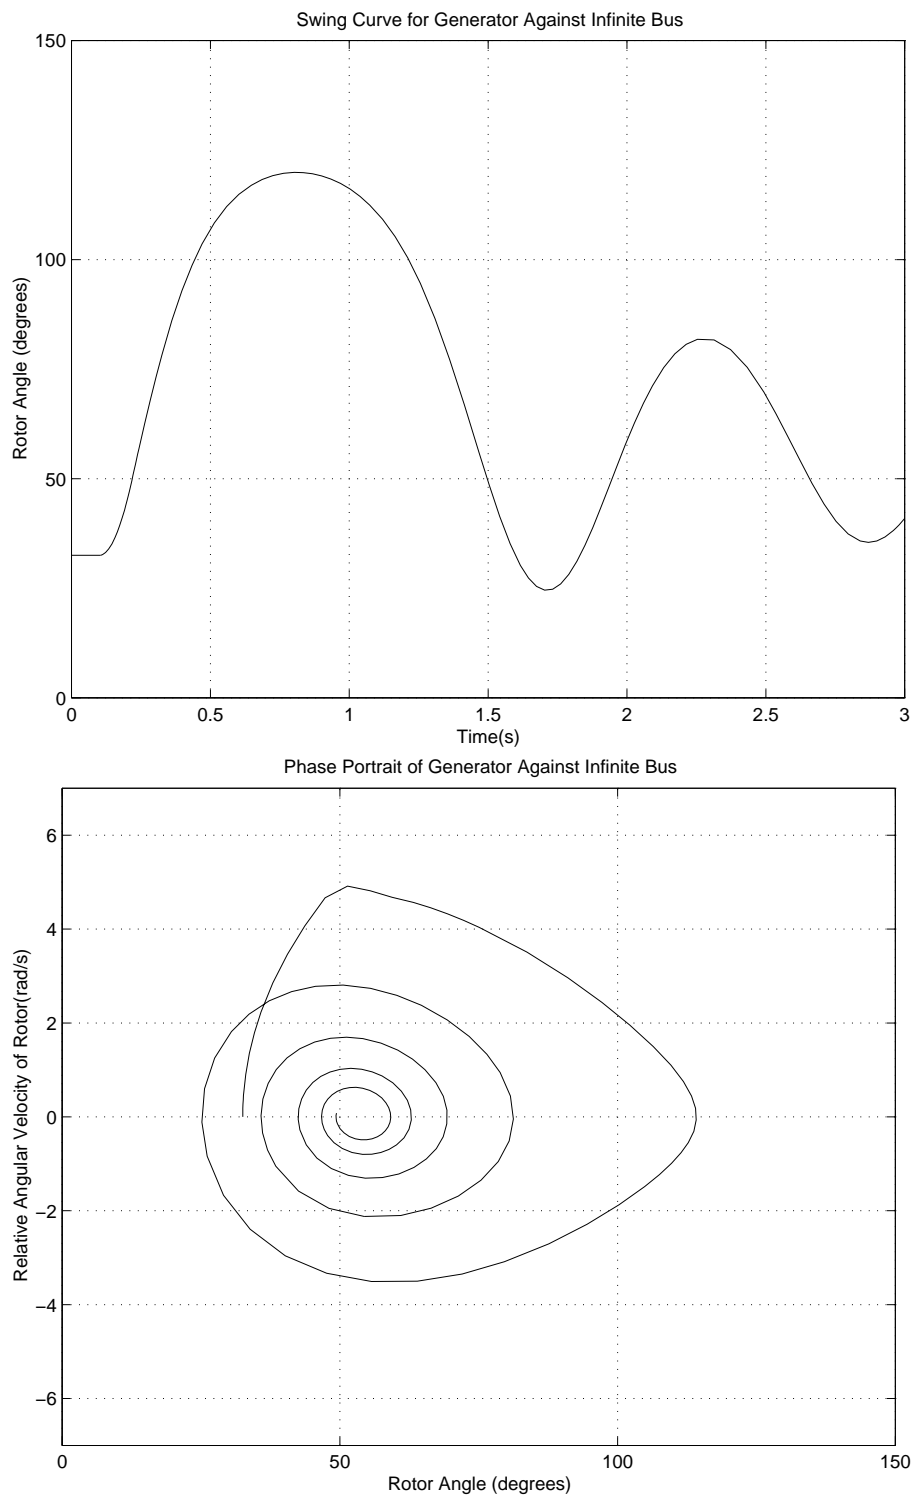 Swing Curve for Generator Against Infinite Bus
150
100
50
0
Rotor Angle (degrees)
0 0.5 1 1.5 2 2.5 3
Time(s)
Phase Portrait of Generator Against Infinite Bus
6
4
2
0
−2
−4
−6
Relative Angular Velocity of Rotor(rad/s)
0 50 100 150
Rotor Angle (degrees)